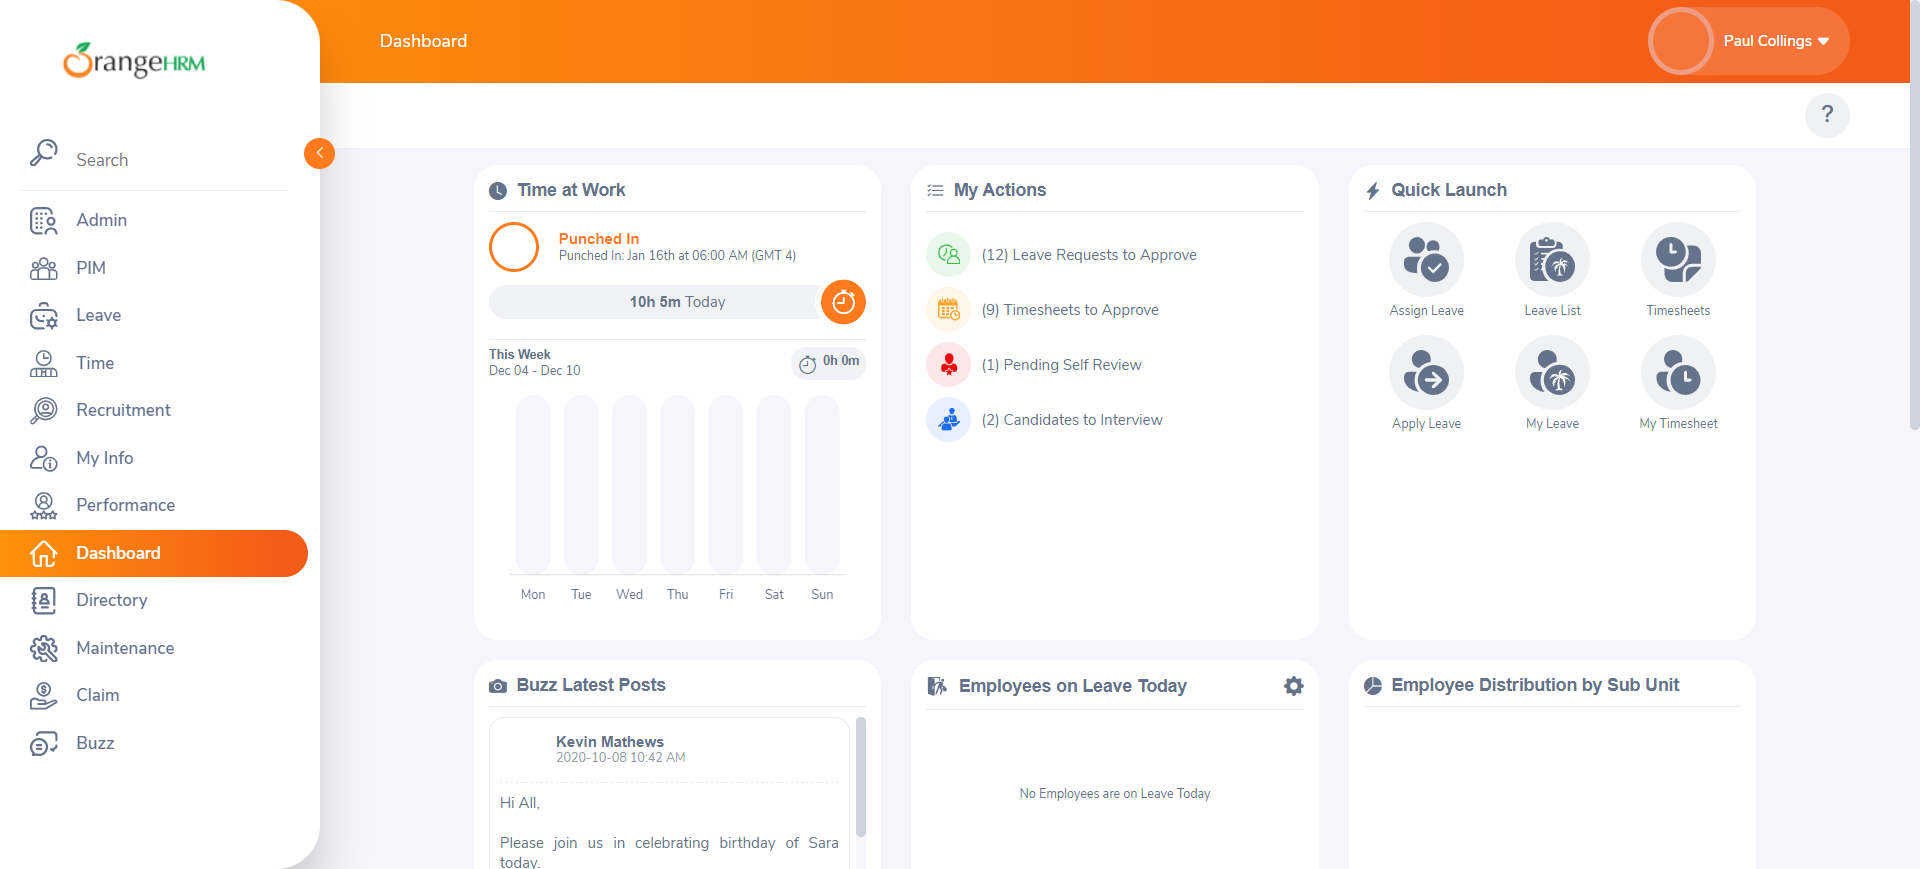 OrangeHRM
Dashboard
Paul Collings
?
Search
Admin
PIM
Leave
Time
Recruitment
My Info
Performance
Dashboard
Directory
Maintenance
Claim
Buzz
Time at Work
Punched In
Punched In: Jan 16th at 06:00 AM (GMT 4)
10h 5m Today
This Week
Dec 04 - Dec 10
0h 0m
Mon Tue Wed Thu Fri Sat Sun
My Actions
(12) Leave Requests to Approve
(9) Timesheets to Approve
(1) Pending Self Review
(2) Candidates to Interview
Quick Launch
Assign Leave Leave List Timesheets
Apply Leave My Leave My Timesheet
Buzz Latest Posts
Kevin Mathews
2020-10-08 10:42 AM
Hi All,
Please join us in celebrating birthday of Sara
today.
Employees on Leave Today
No Employees are on Leave Today
Employee Distribution by Sub Unit